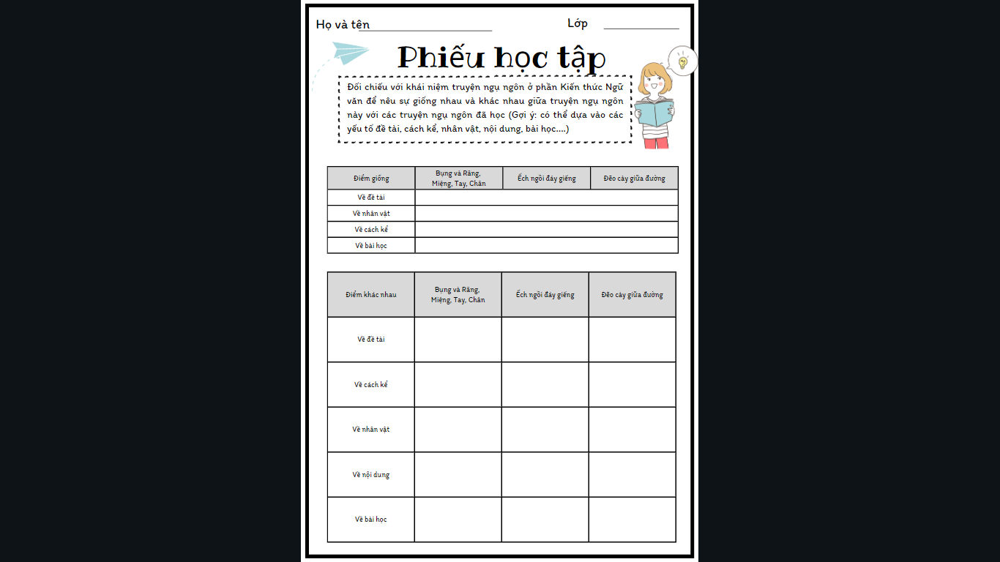 Họ và tên
Lớp
Phiếu học tập
Đối chiếu với khái niệm truyện ngụ ngôn ở phần Kiến thức Ngữ
văn để nêu sự giống nhau và khác nhau giữa truyện ngụ ngôn
này với các truyện ngụ ngôn đã học (Gợi ý: có thể dựa vào các
yếu tố đề tài, cách kể, nhân vật, nội dung, bài học....)
Điểm giống
Bụng và Răng,
Miệng, Tay, Chân
Ếch ngồi đáy giếng
Đẽo cày giữa đường
Về đề tài
Về nhân vật
Về cách kể
Về bài học
Điểm khác nhau
Bụng và Răng,
Miệng, Tay, Chân
Ếch ngồi đáy giếng
Đẽo cày giữa đường
Về đề tài
Về cách kể
Về nhân vật
Về nội dung
Về bài học